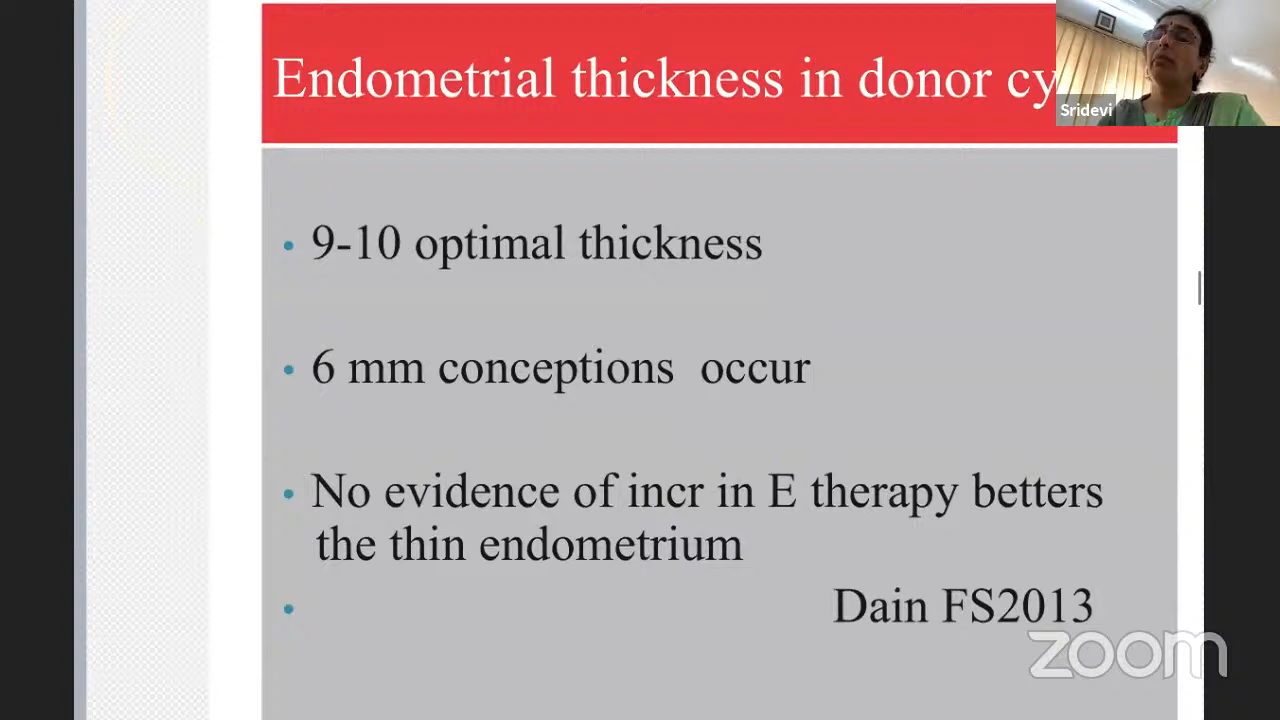 Endometrial thickness in donor cy
Sridevi
• 9-10 optimal thickness
• 6 mm conceptions occur
• No evidence of incr in E therapy betters
the thin endometrium
• Dain FS2013
zoom